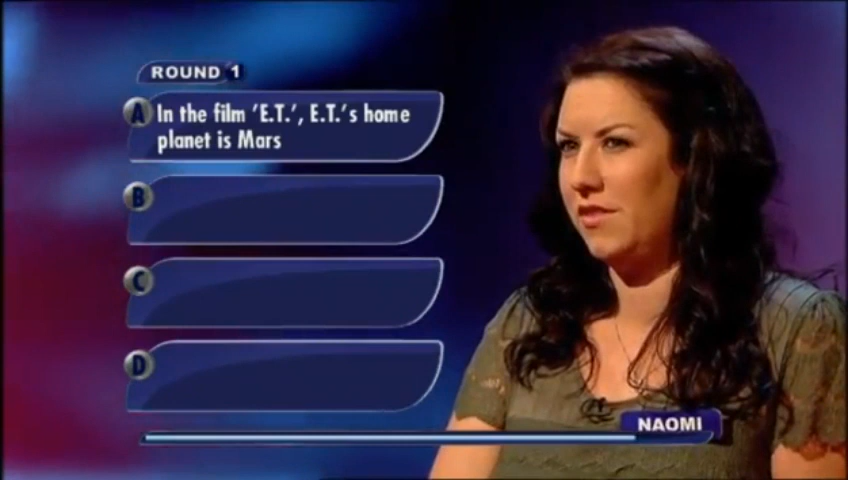 ROUND 1
A In the film 'E.T.', E.T.'s home
planet is Mars
B
C
D
NAOMI